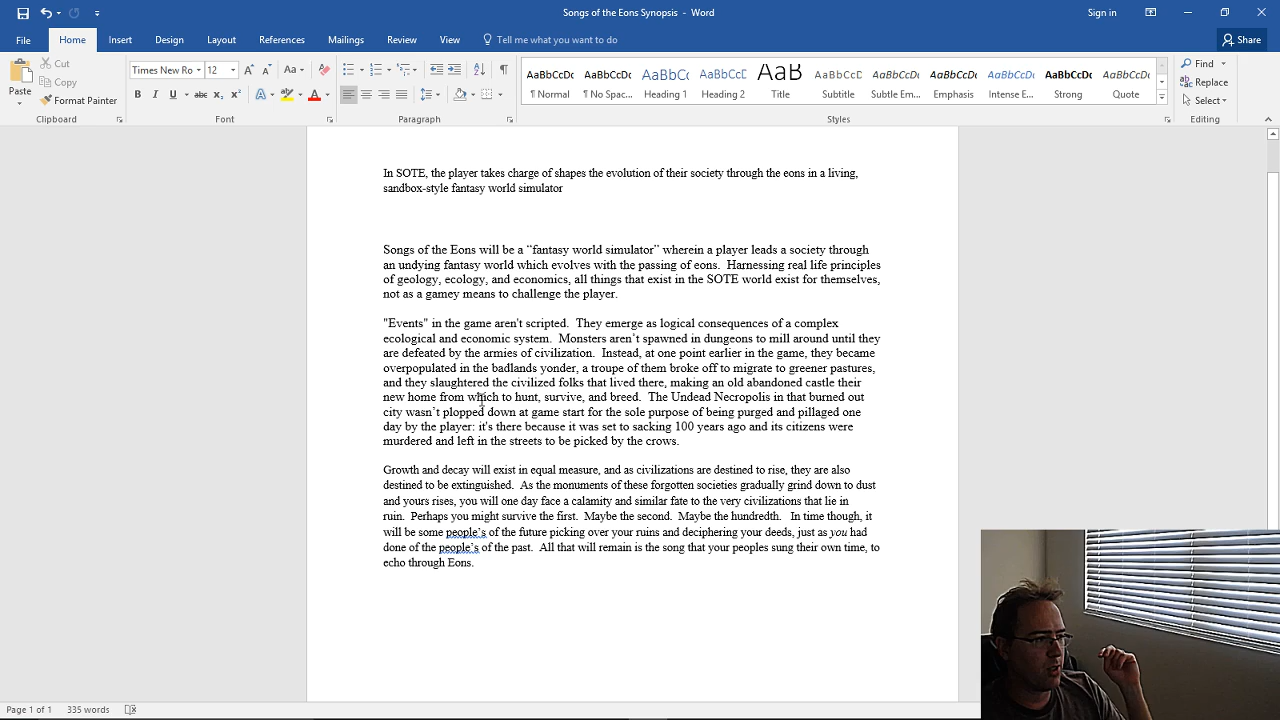 Songs of the Eons Synopsis - Word
Sign in
File
Home
Insert
Design
Layout
References
Mailings
Review
View
Tell me what you want to do
Share
Paste
Cut
Copy
Format Painter
Clipboard
Times New Ro
12
Aa
B I U abc x₂ x²
Font
Paragraph
AaBbCcDc AaBbCcDc AaBbCc AaBbCcD AaB AaBbCcD AaBbCcDc AaBbCcDc AaBbCcDc AaBbCcDc AaBbCcDc
¶ Normal
¶ No Spac...
Heading 1
Heading 2
Title
Subtitle
Subtle Em...
Emphasis
Intense E...
Strong
Quote
Styles
Find
Replace
Select
Editing
In SOTE, the player takes charge of shapes the evolution of their society through the eons in a living,
sandbox-style fantasy world simulator
Songs of the Eons will be a “fantasy world simulator” wherein a player leads a society through
an undying fantasy world which evolves with the passing of eons.  Harnessing real life principles
of geology, ecology, and economics, all things that exist in the SOTE world exist for themselves,
not as a gamey means to challenge the player.
"Events" in the game aren't scripted.  They emerge as logical consequences of a complex
ecological and economic system.  Monsters aren’t spawned in dungeons to mill around until they
are defeated by the armies of civilization.  Instead, at one point earlier in the game, they became
overpopulated in the badlands yonder, a troupe of them broke off to migrate to greener pastures,
and they slaughtered the civilized folks that lived there, making an old abandoned castle their
new home from which to hunt, survive, and breed.  The Undead Necropolis in that burned out
city wasn’t plopped down at game start for the sole purpose of being purged and pillaged one
day by the player: it's there because it was set to sacking 100 years ago and its citizens were
murdered and left in the streets to be picked by the crows.
Growth and decay will exist in equal measure, and as civilizations are destined to rise, they are also
destined to be extinguished.  As the monuments of these forgotten societies gradually grind down to dust
and yours rises, you will one day face a calamity and similar fate to the very civilizations that lie in
ruin.  Perhaps you might survive the first.  Maybe the second.  Maybe the hundredth.   In time though, it
will be some people’s of the future picking over your ruins and deciphering your deeds, just as you had
done of the people’s of the past.  All that will remain is the song that your peoples sung their own time, to
echo through Eons.
Page 1 of 1
335 words